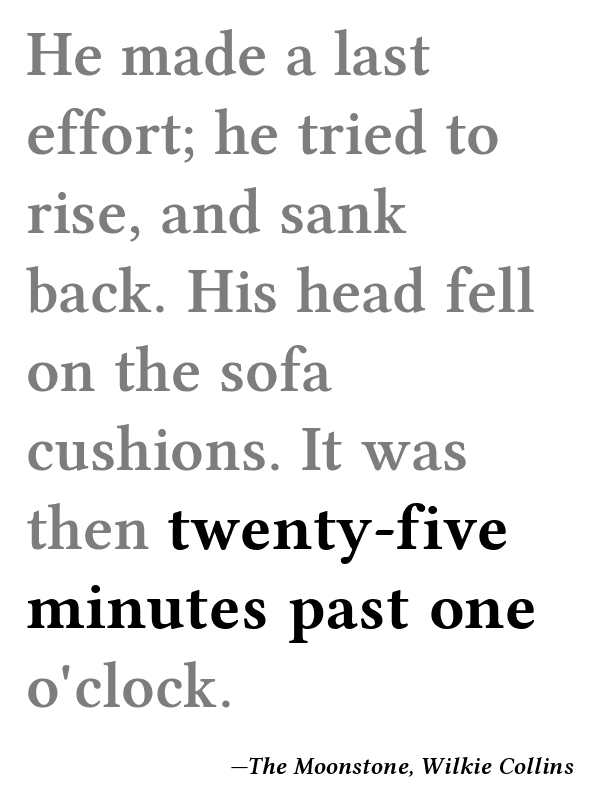 He made a last
effort; he tried to
rise, and sank
back. His head fell
on the sofa
cushions. It was
then twenty-five
minutes past one
o'clock.
—The Moonstone, Wilkie Collins